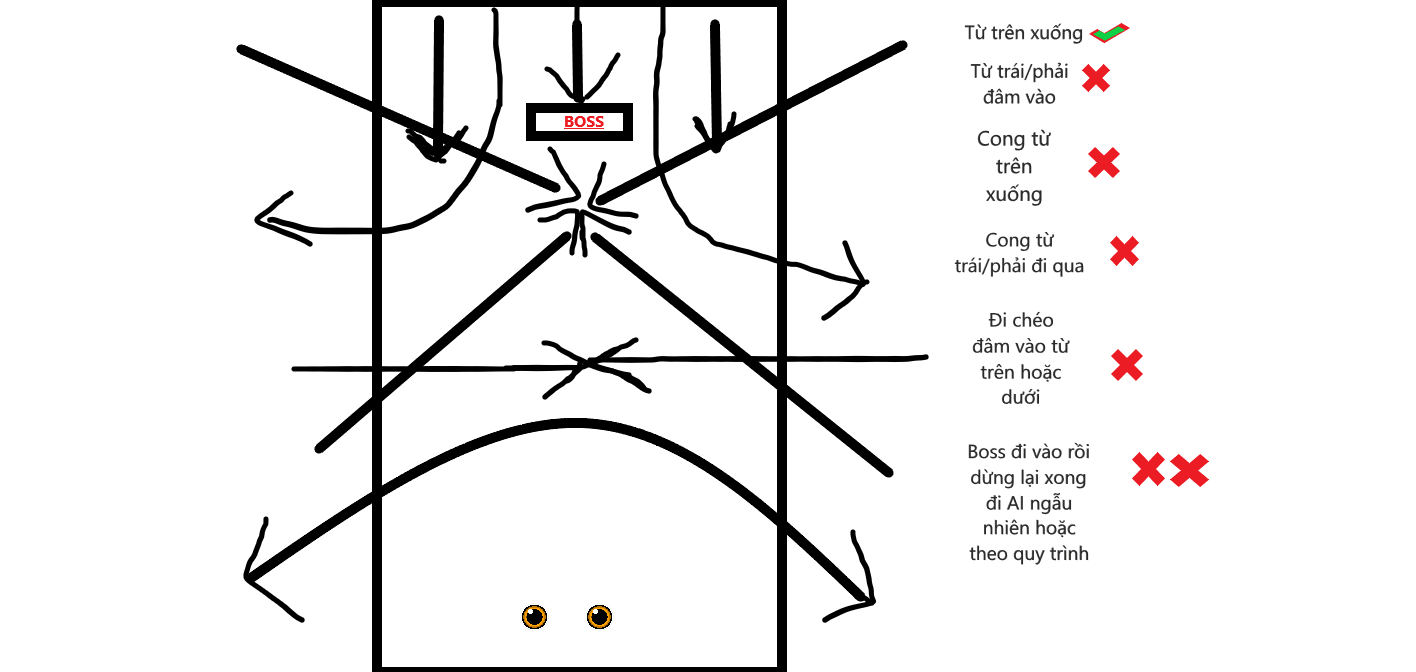 Từ trên xuống
Từ trái/phải
đâm vào
BOSS
Cong từ
trên
xuống
Cong từ
trái/phải đi qua
Đi chéo
đâm vào từ
trên hoặc
dưới
Boss đi vào rồi
dừng lại xong
đi AI ngẫu
nhiên hoặc
theo quy trình